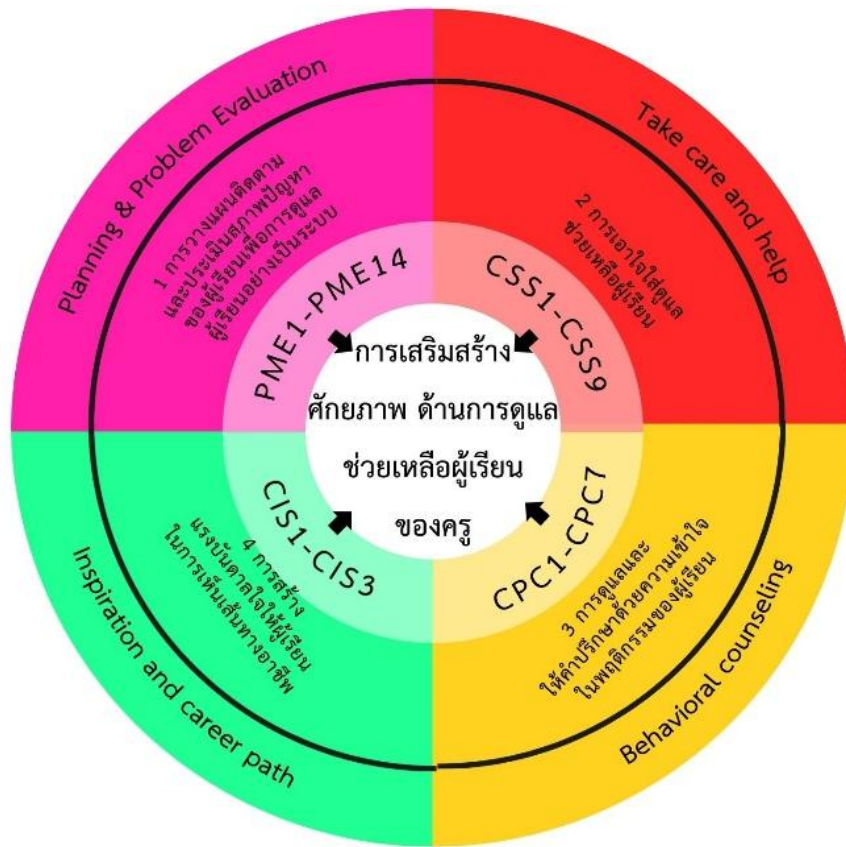 Planning & Problem Evaluation
1 การวางแผนติดตาม
และประเมินสภาพปัญหา
ของผู้เรียนเพื่อการดูแล
ผู้เรียนอย่างเป็นระบบ
PME1-PME14
Take care and help
2 การเอาใจใส่ดูแล
ช่วยเหลือผู้เรียน
CSS1-CSS9
การเสริมสร้าง
ศักยภาพ ด้านการดูแล
ช่วยเหลือผู้เรียน
ของครู
CPC1-CPC7
3 การดูแลและ
ให้คำปรึกษาด้วยความเข้าใจ
ในพฤติกรรมของผู้เรียน
Behavioral counseling
CIS1-CIS3
4 การสร้าง
แรงบันดาลใจให้ผู้เรียน
ในการเห็นเส้นทางอาชีพ
Inspiration and career path